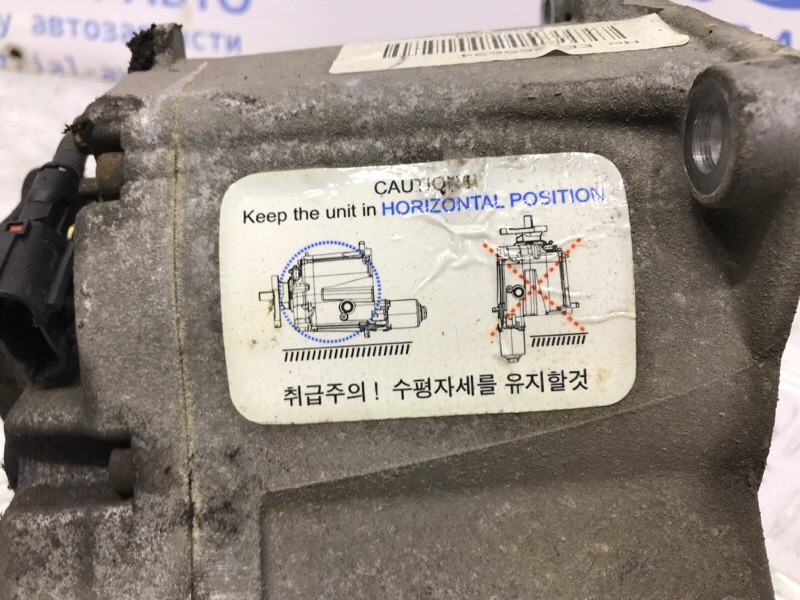 автозапчасти
CAUTION !!
Keep the unit in HORIZONTAL POSITION
취급주의 ! 수평자세를 유지할것